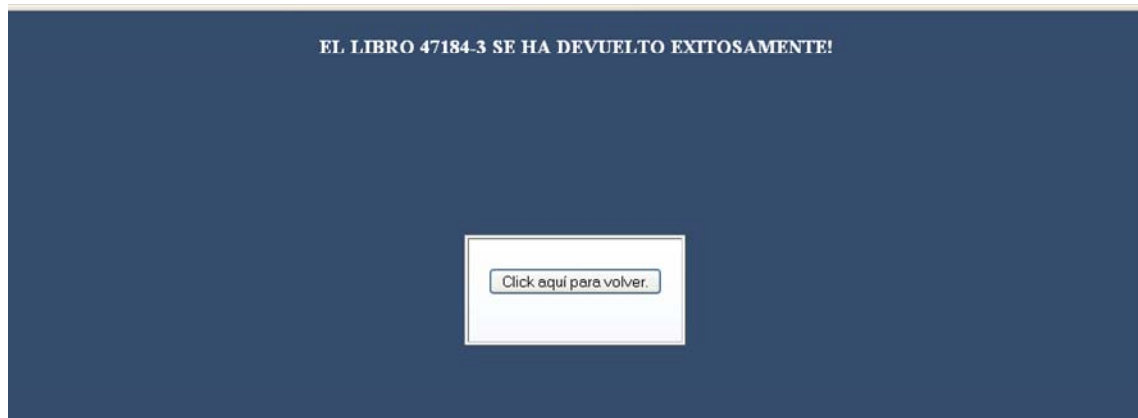 EL LIBRO 47184-3 SE HA DEVUELTO EXITOSAMENTE!
Click aquí para volver.